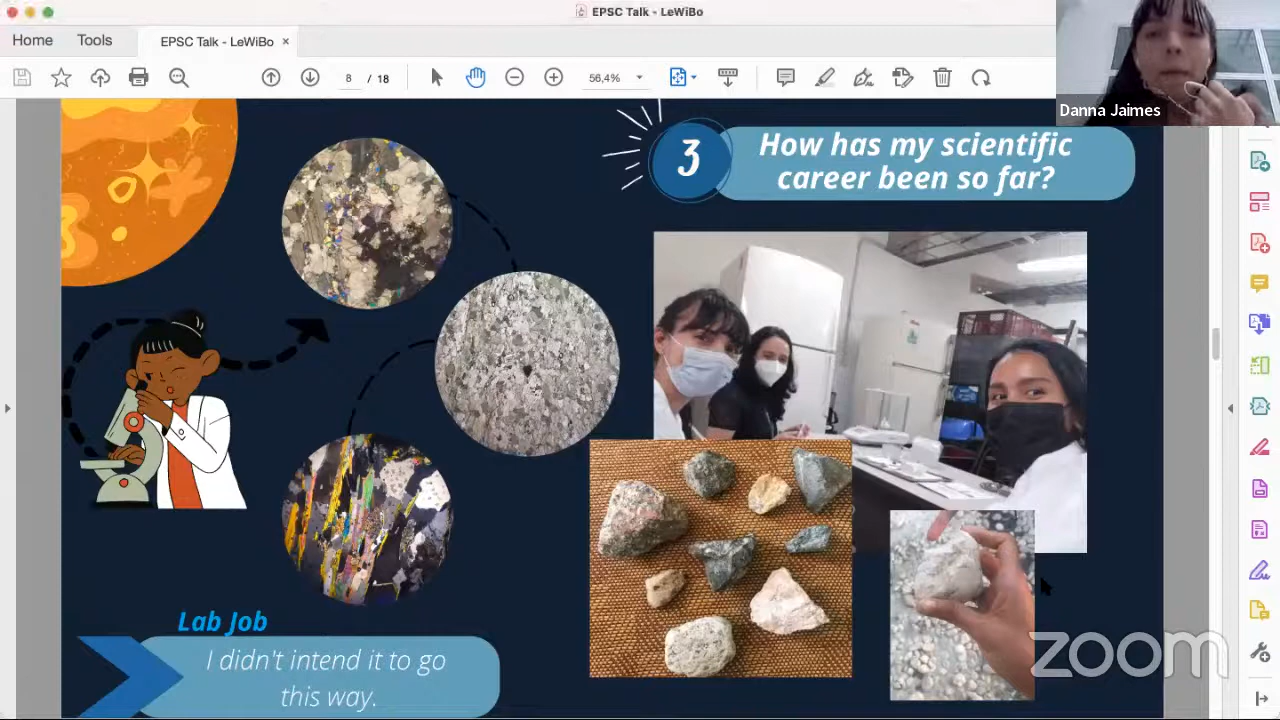 EPSC Talk - LeWiBo
Home
Tools
EPSC Talk - LeWiBo ×
8 / 18
56,4%
Danna Jaimes
3
How has my scientific
career been so far?
Lab Job
I didn't intend it to go
this way.
zoom